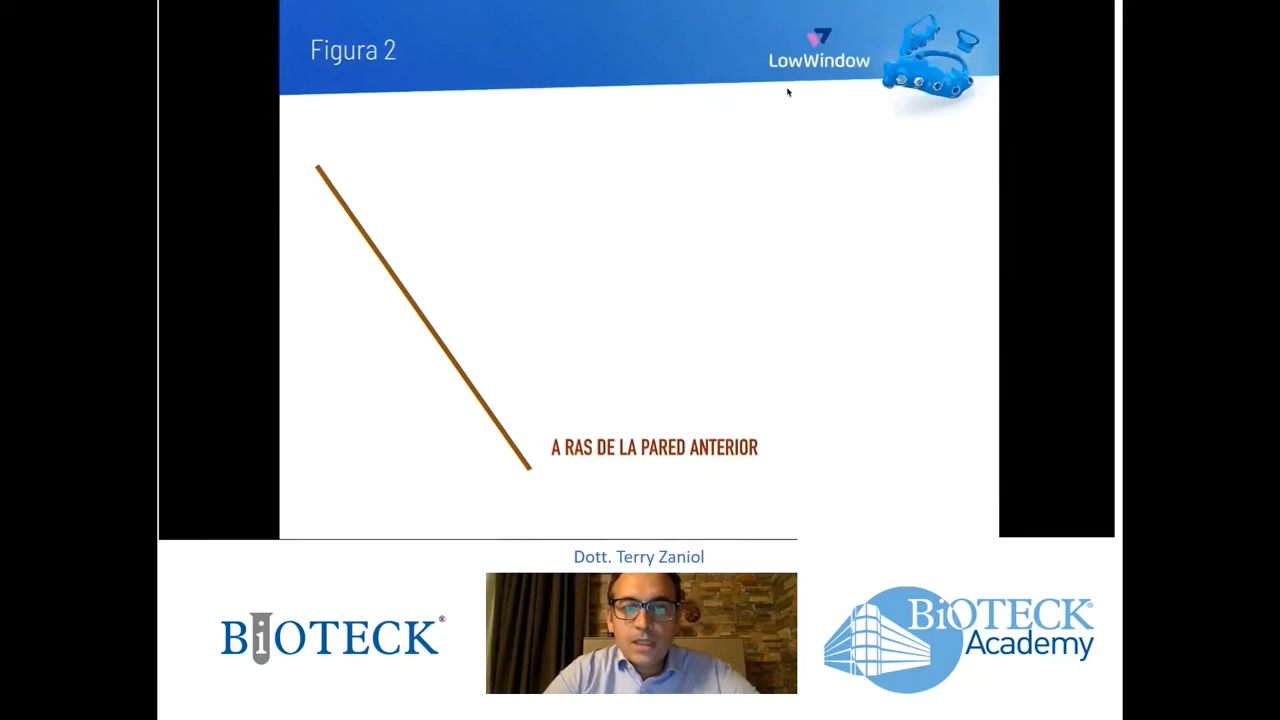 Figura 2
LowWindow
A RAS DE LA PARED ANTERIOR
Dott. Terry Zaniol
BiOTECK®
BiOTECK®
Academy